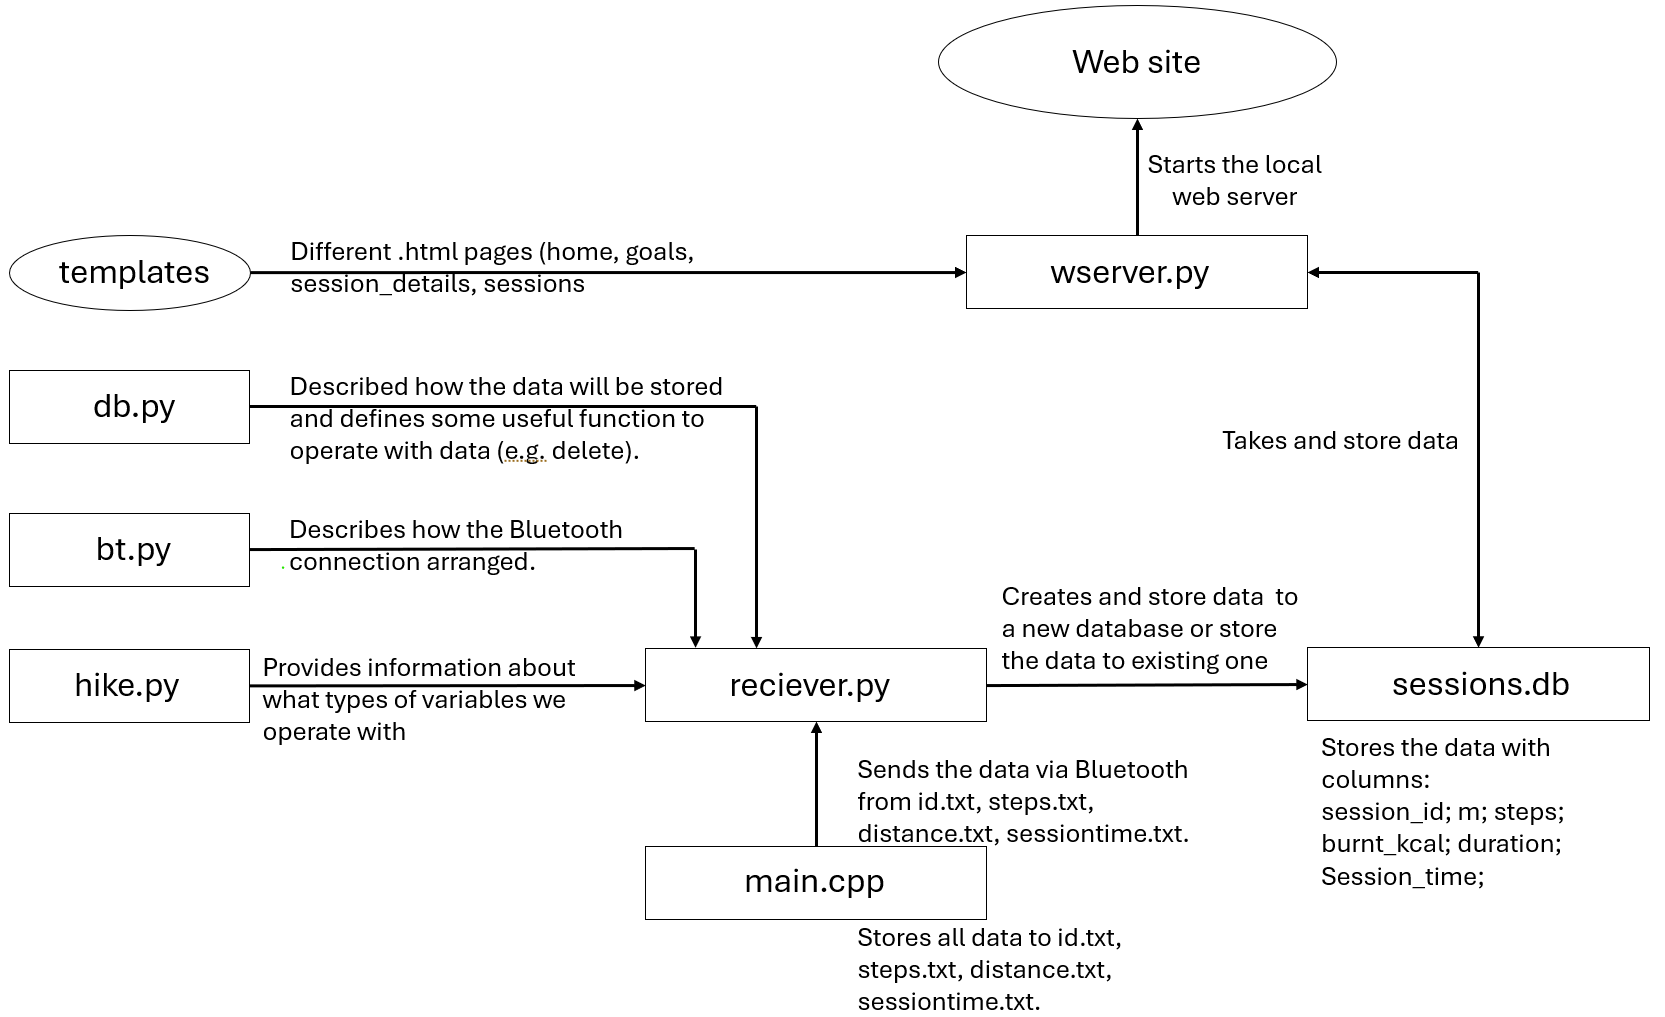 Web site
Starts the local
web server
templates
Different .html pages (home, goals,
session_details, sessions
wserver.py
db.py
Described how the data will be stored
and defines some useful function to
operate with data (e.g. delete).
Takes and store data
bt.py
Describes how the Bluetooth
connection arranged.
hike.py
Provides information about
what types of variables we
operate with
reciever.py
Creates and store data  to
a new database or store
the data to existing one
sessions.db
Stores the data with
columns:
session_id; m; steps;
burnt_kcal; duration;
Session_time;
Sends the data via Bluetooth
from id.txt, steps.txt,
distance.txt, sessiontime.txt.
main.cpp
Stores all data to id.txt,
steps.txt, distance.txt,
sessiontime.txt.